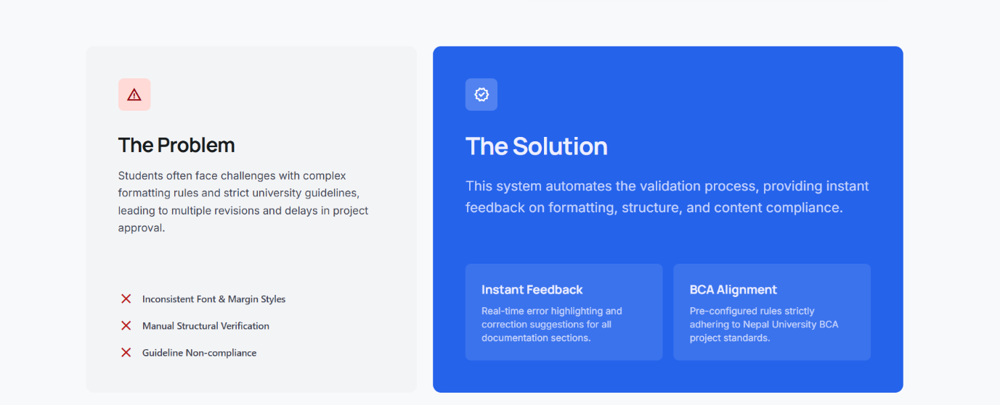 The Problem
Students often face challenges with complex
formatting rules and strict university guidelines,
leading to multiple revisions and delays in project
approval.
Inconsistent Font & Margin Styles
Manual Structural Verification
Guideline Non-compliance
The Solution
This system automates the validation process, providing instant
feedback on formatting, structure, and content compliance.
Instant Feedback
Real-time error highlighting and
correction suggestions for all
documentation sections.
BCA Alignment
Pre-configured rules strictly
adhering to Nepal University BCA
project standards.